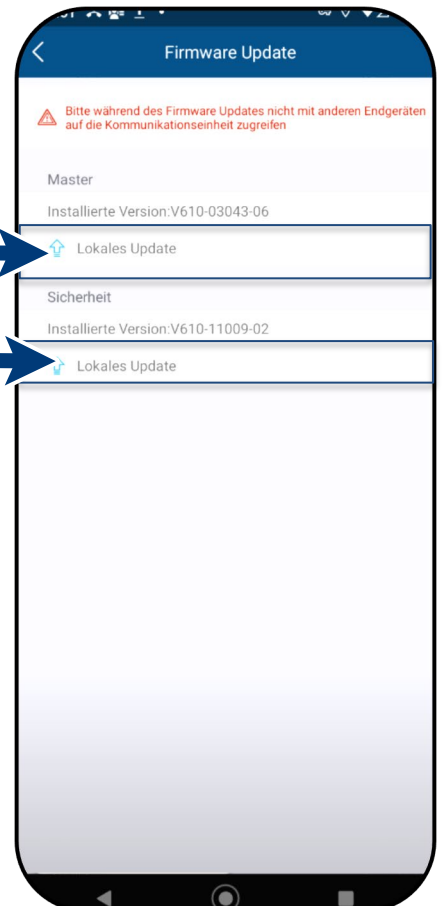 Firmware Update
Bitte während des Firmware Updates nicht mit anderen Endgeräten
auf die Kommunikationseinheit zugreifen
Master
Installierte Version:V610-03043-06
Lokales Update
Sicherheit
Installierte Version:V610-11009-02
Lokales Update